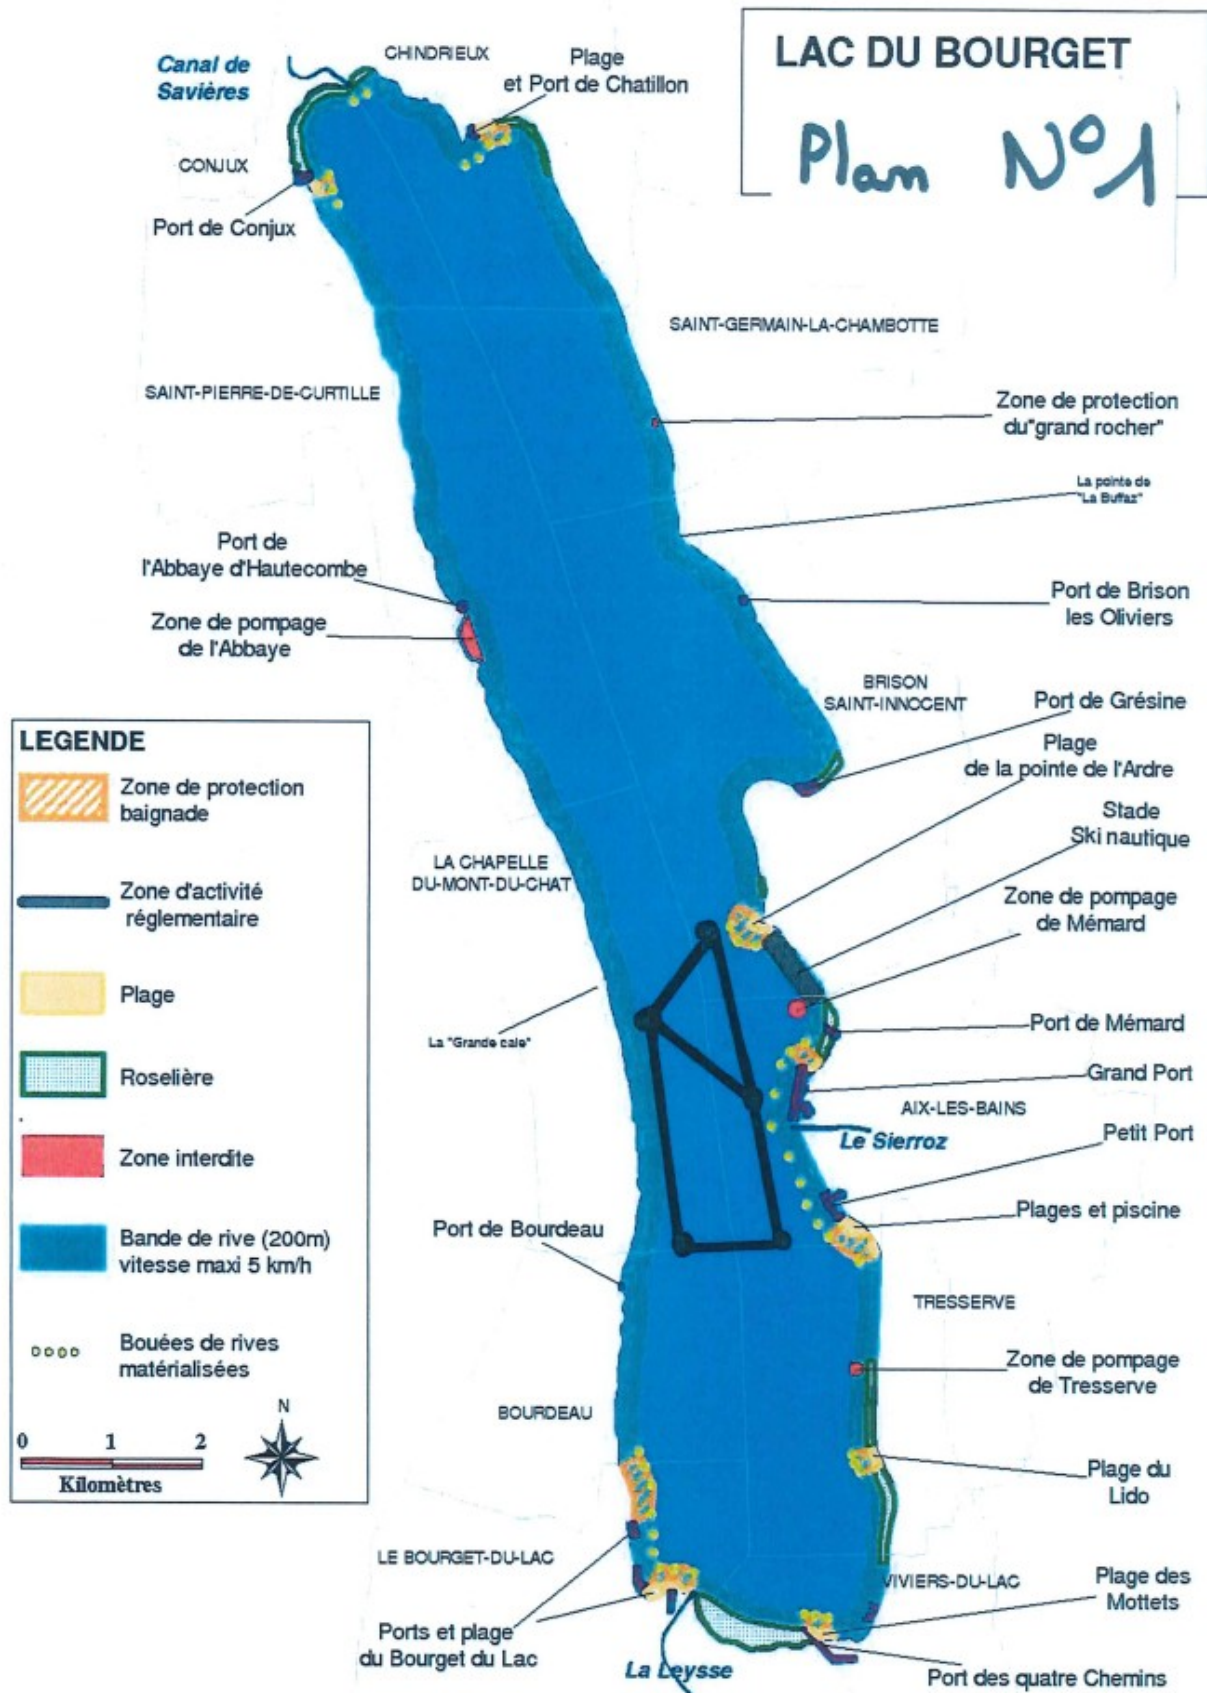 LAC DU BOURGET
Plan N°1
Canal de
Savières
CHINDRIEUX
Plage
et Port de Chatillon
CONJUX
Port de Conjux
SAINT-GERMAIN-LA-CHAMBOTTE
SAINT-PIERRE-DE-CURTILLE
Zone de protection
du"grand rocher"
La pointe de
"La Buffaz"
Port de
l'Abbaye d'Hautecombe
Zone de pompage
de l'Abbaye
Port de Brison
les Oliviers
BRISON
SAINT-INNOCENT
Port de Grésine
Plage
de la pointe de l'Ardre
Stade
Ski nautique
Zone de pompage
de Mémard
LA CHAPELLE
DU-MONT-DU-CHAT
La "Grande cale"
Port de Mémard
Grand Port
AIX-LES-BAINS
Le Sierroz
Petit Port
Plages et piscine
Port de Bourdeau
TRESSERVE
Zone de pompage
de Tresserve
BOURDEAU
Plage du
Lido
LE BOURGET-DU-LAC
VIVIERS-DU-LAC
Plage des
Mottets
Ports et plage
du Bourget du Lac
La Leysse
Port des quatre Chemins
LEGENDE
Zone de protection
baignade
Zone d'activité
réglementaire
Plage
Roselière
Zone interdite
Bande de rive (200m)
vitesse maxi 5 km/h
Bouées de rives
matérialisées
N
0 1 2
Kilomètres